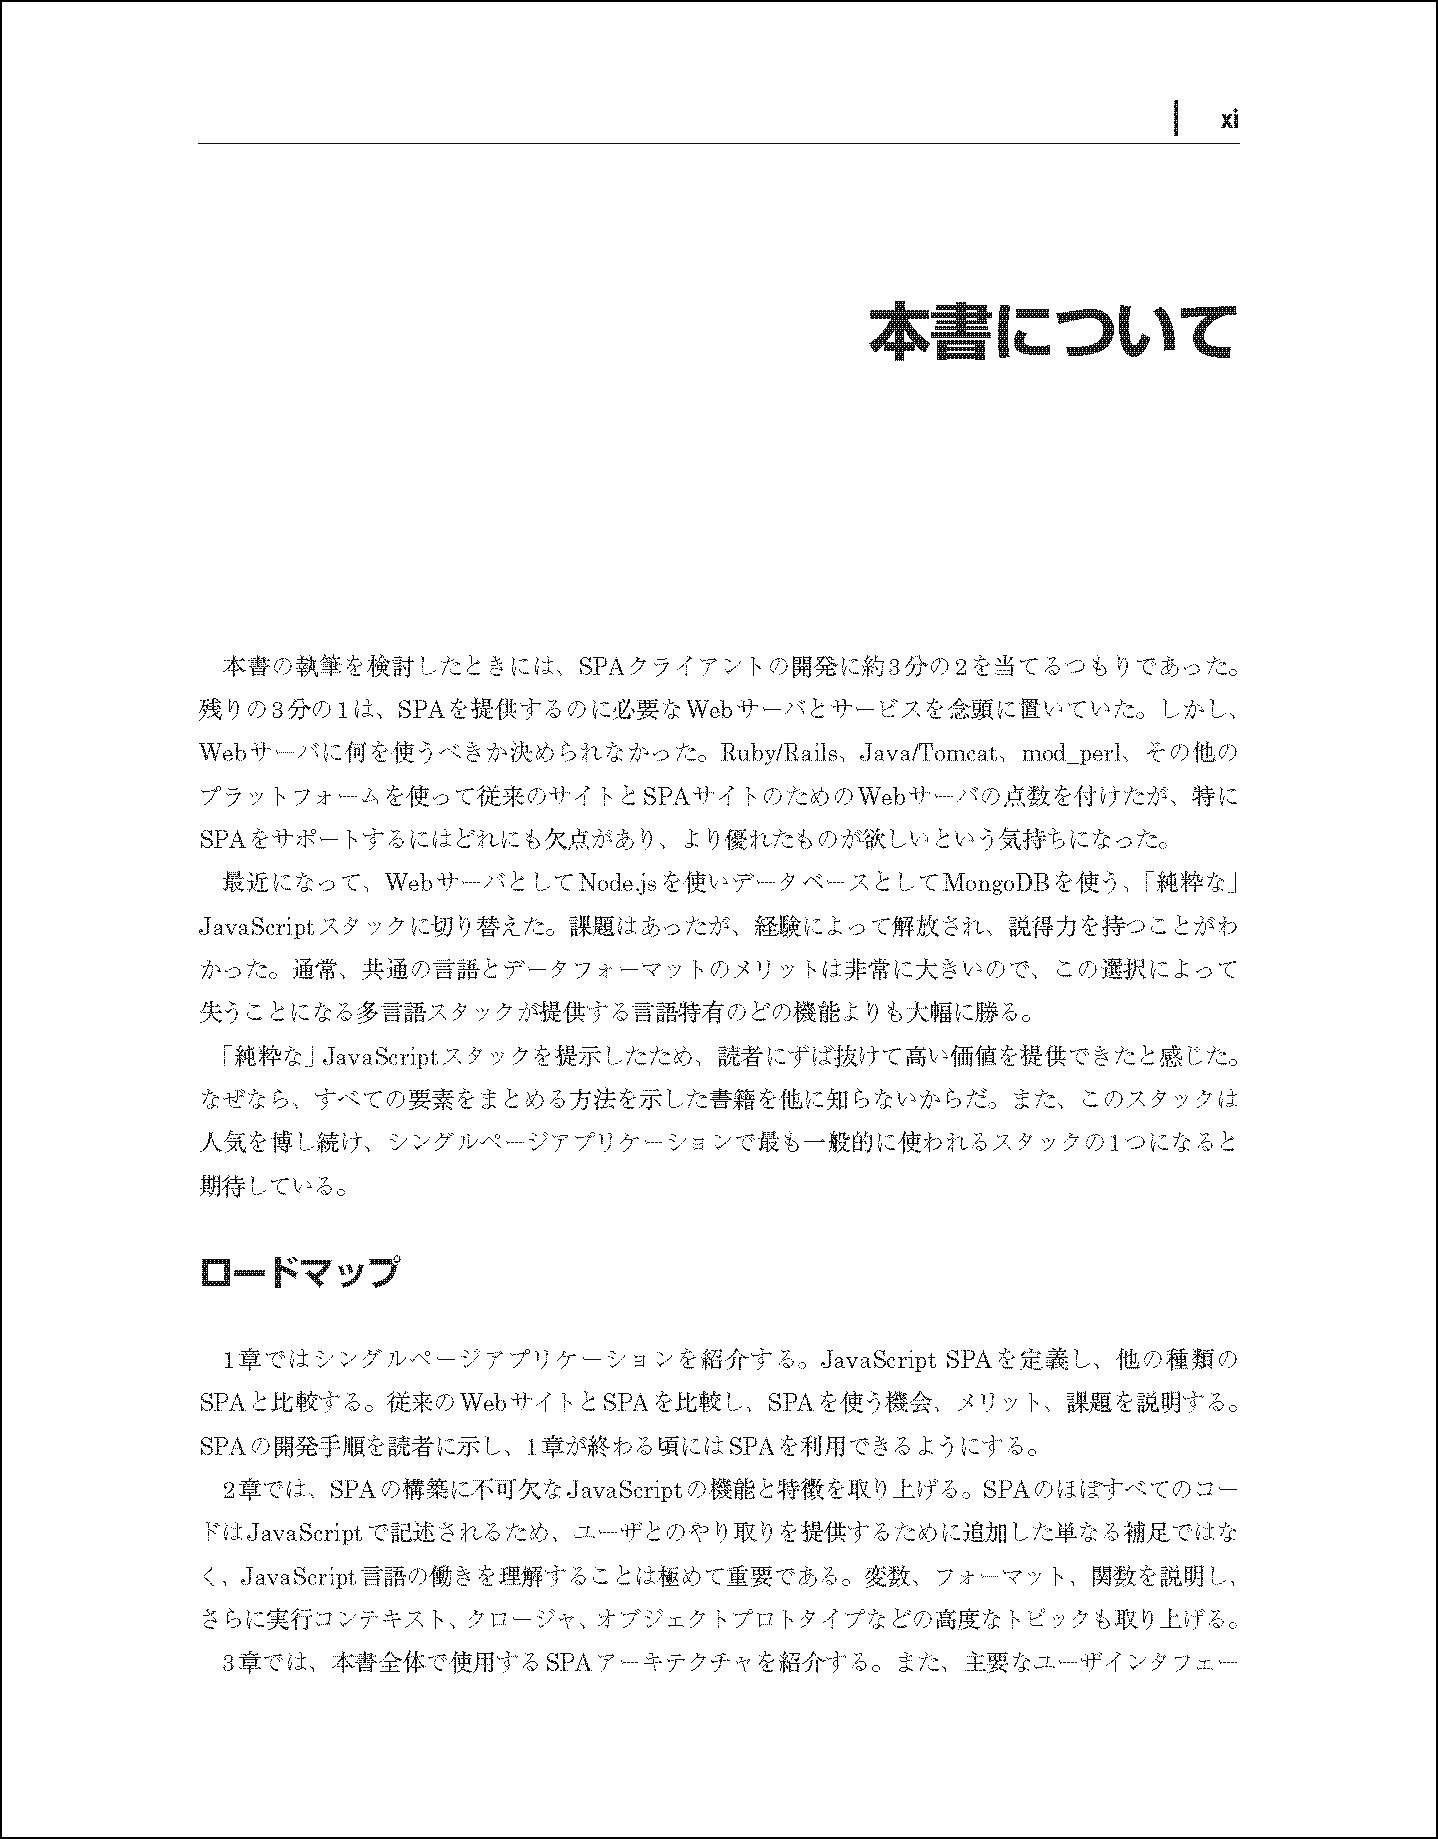 xi
本書について
本書の執筆を検討したときには、SPAクライアントの開発に約3分の2を当てるつもりであった。
残りの3分の1は、SPAを提供するのに必要なWebサーバとサービスを念頭に置いていた。しかし、
Webサーバに何を使うべきか決められなかった。Ruby/Rails、Java/Tomcat、mod_perl、その他の
プラットフォームを使って従来のサイトとSPAサイトのためのWebサーバの点数を付けたが、特に
SPAをサポートするにはどれにも欠点があり、より優れたものが欲しいという気持ちになった。
最近になって、WebサーバとしてNode.jsを使いデータベースとしてMongoDBを使う、「純粋な」
JavaScriptスタックに切り替えた。課題はあったが、経験によって解放され、説得力を持つことがわ
かった。通常、共通の言語とデータフォーマットのメリットは非常に大きいので、この選択によって
失うことになる多言語スタックが提供する言語特有のどの機能よりも大幅に勝る。
「純粋な」JavaScriptスタックを提示したため、読者にずば抜けて高い価値を提供できたと感じた。
なぜなら、すべての要素をまとめる方法を示した書籍を他に知らないからだ。また、このスタックは
人気を博し続け、シングルページアプリケーションで最も一般的に使われるスタックの1つになると
期待している。
ロードマップ
1章ではシングルページアプリケーションを紹介する。JavaScript SPAを定義し、他の種類の
SPAと比較する。従来のWebサイトとSPAを比較し、SPAを使う機会、メリット、課題を説明する。
SPAの開発手順を読者に示し、1章が終わる頃にはSPAを利用できるようにする。
2章では、SPAの構築に不可欠なJavaScriptの機能と特徴を取り上げる。SPAのほぼすべてのコー
ドはJavaScriptで記述されるため、ユーザとのやり取りを提供するために追加した単なる補足ではな
く、JavaScript言語の働きを理解することは極めて重要である。変数、フォーマット、関数を説明し、
さらに実行コンテキスト、クロージャ、オブジェクトプロトタイプなどの高度なトピックも取り上げる。
3章では、本書全体で使用するSPAアーキテクチャを紹介する。また、主要なユーザインタフェー